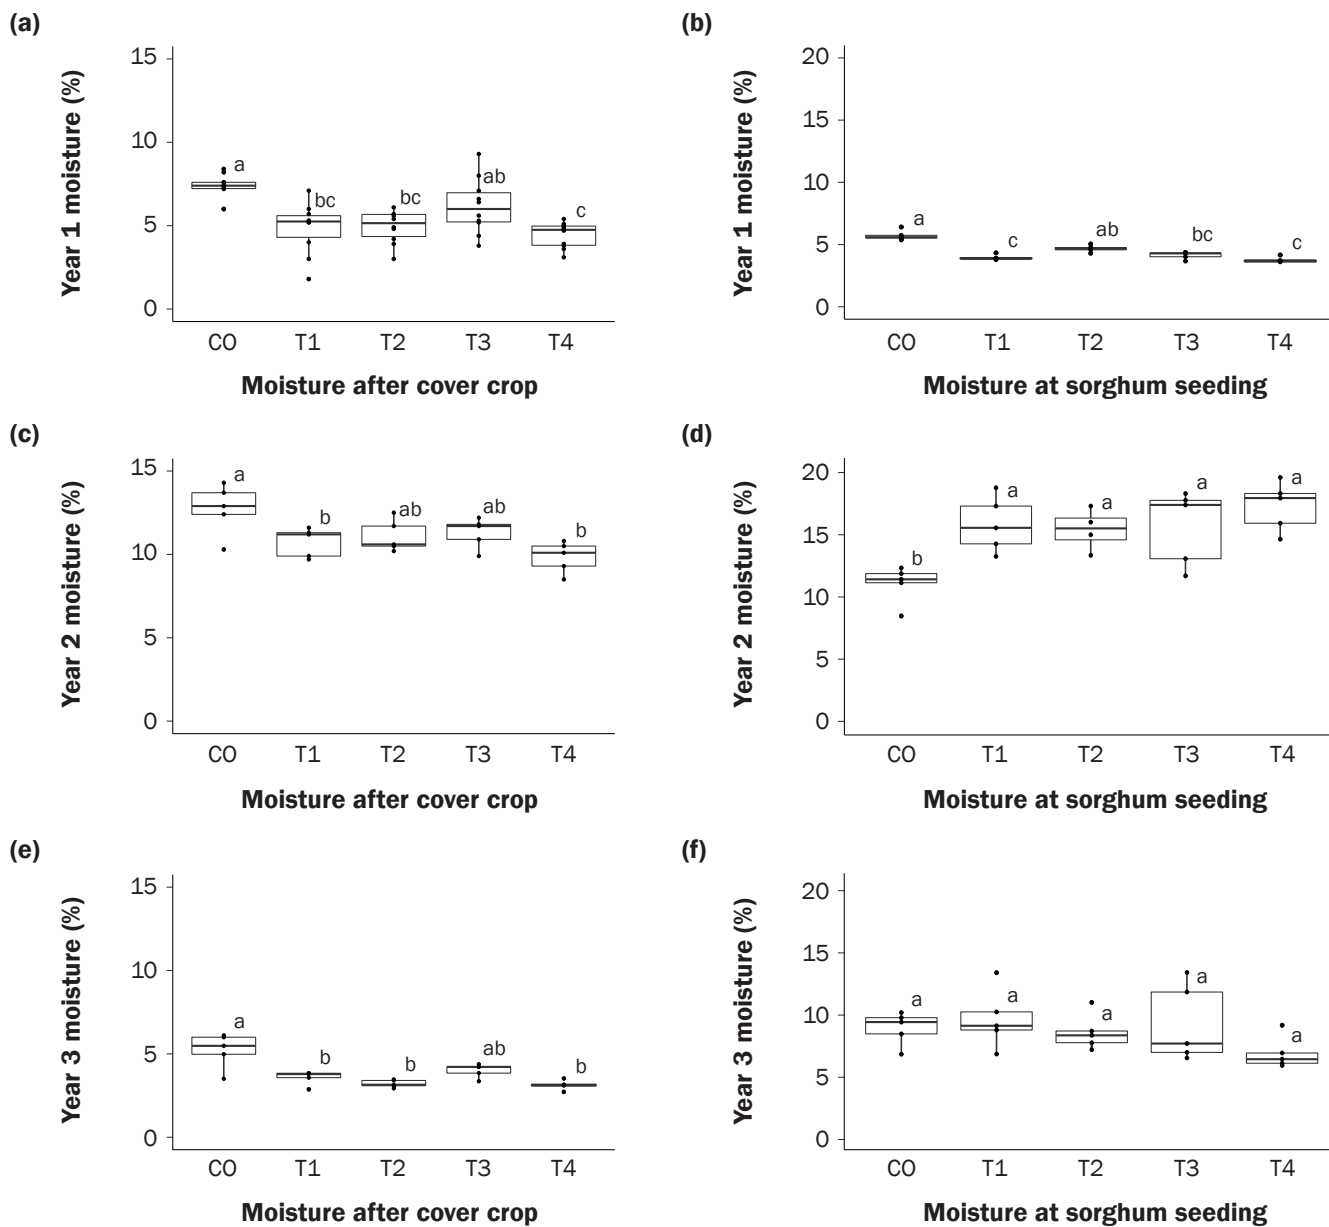 (a)
Year 1 moisture (%)
15
10
5
0
a
bc
bc
ab
c
CO T1 T2 T3 T4
Moisture after cover crop
(b)
Year 1 moisture (%)
20
15
10
5
0
a
c
ab
bc
c
CO T1 T2 T3 T4
Moisture at sorghum seeding
(c)
Year 2 moisture (%)
15
10
5
0
a
b
ab
ab
b
CO T1 T2 T3 T4
Moisture after cover crop
(d)
Year 2 moisture (%)
20
15
10
5
0
b
a
a
a
a
CO T1 T2 T3 T4
Moisture at sorghum seeding
(e)
Year 3 moisture (%)
15
10
5
0
a
b
b
ab
b
CO T1 T2 T3 T4
Moisture after cover crop
(f)
Year 3 moisture (%)
20
15
10
5
0
a
a
a
a
a
CO T1 T2 T3 T4
Moisture at sorghum seeding